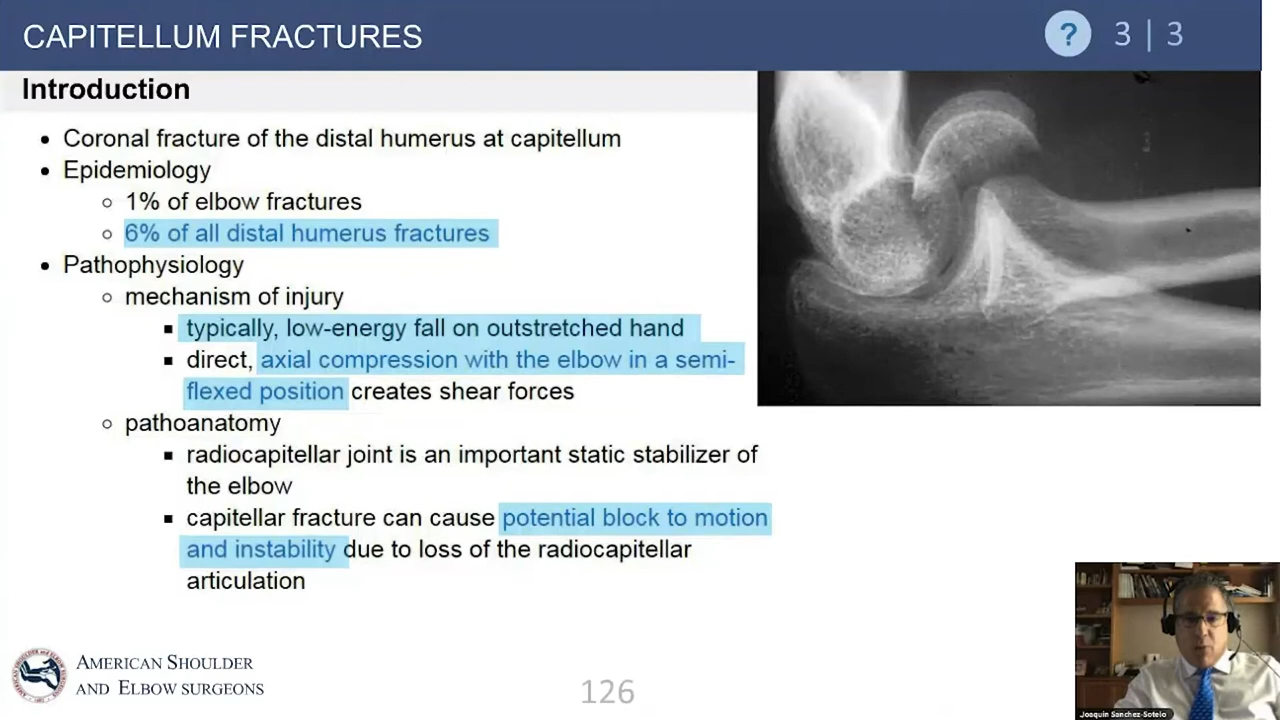 CAPITELLUM FRACTURES
? 3 | 3
Introduction
• Coronal fracture of the distal humerus at capitellum
• Epidemiology
○ 1% of elbow fractures
○ 6% of all distal humerus fractures
• Pathophysiology
○ mechanism of injury
▪ typically, low-energy fall on outstretched hand
▪ direct, axial compression with the elbow in a semi-
flexed position creates shear forces
○ pathoanatomy
▪ radiocapitellar joint is an important static stabilizer of
the elbow
▪ capitellar fracture can cause potential block to motion
and instability due to loss of the radiocapitellar
articulation
AMERICAN SHOULDER
AND ELBOW SURGEONS
126
Joaquin Sanchez-Sotelo